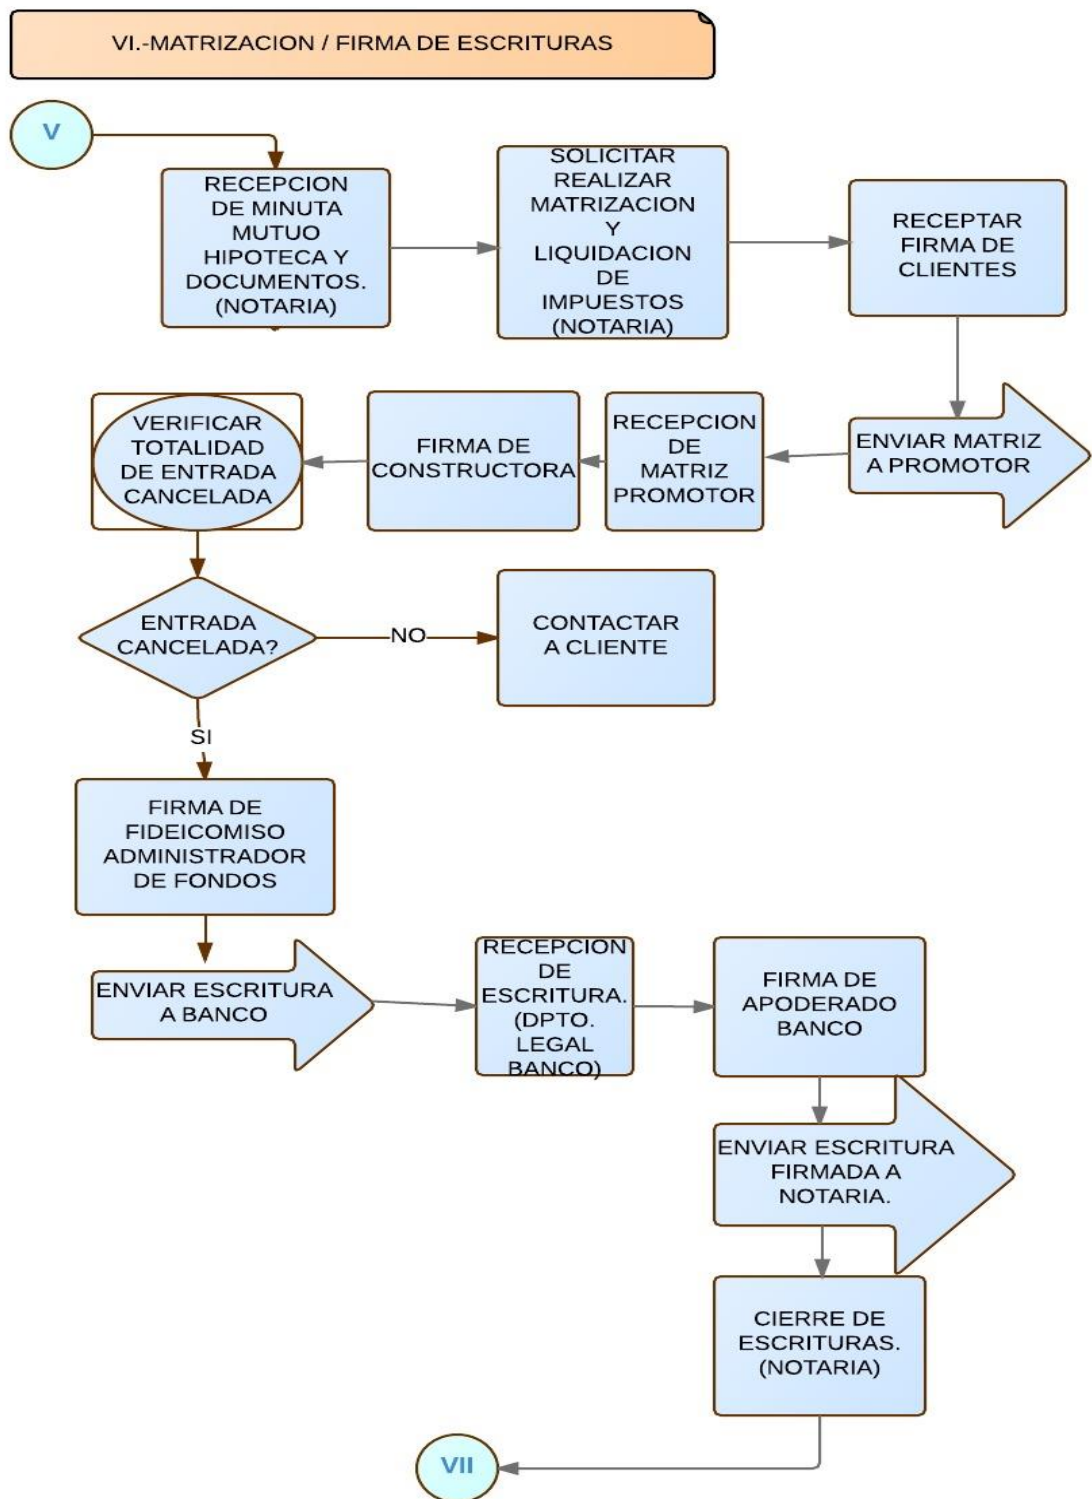 VI.-MATRIZACION / FIRMA DE ESCRITURAS
V
RECEPCION
DE MINUTA
MUTUO
HIPOTECA Y
DOCUMENTOS.
(NOTARIA)
SOLICITAR
REALIZAR
MATRIZACION
Y
LIQUIDACION
DE
IMPUESTOS
(NOTARIA)
RECEPTAR
FIRMA DE
CLIENTES
ENVIAR MATRIZ
A PROMOTOR
RECEPCION
DE
MATRIZ
PROMOTOR
FIRMA DE
CONSTRUCTORA
VERIFICAR
TOTALIDAD
DE ENTRADA
CANCELADA
ENTRADA
CANCELADA?
NO
CONTACTAR
A CLIENTE
SI
FIRMA DE
FIDEICOMISO
ADMINISTRADOR
DE FONDOS
ENVIAR ESCRITURA
A BANCO
RECEPCION
DE
ESCRITURA.
(DPTO.
LEGAL
BANCO)
FIRMA DE
APODERADO
BANCO
ENVIAR ESCRITURA
FIRMADA A
NOTARIA.
CIERRE DE
ESCRITURAS.
(NOTARIA)
VII